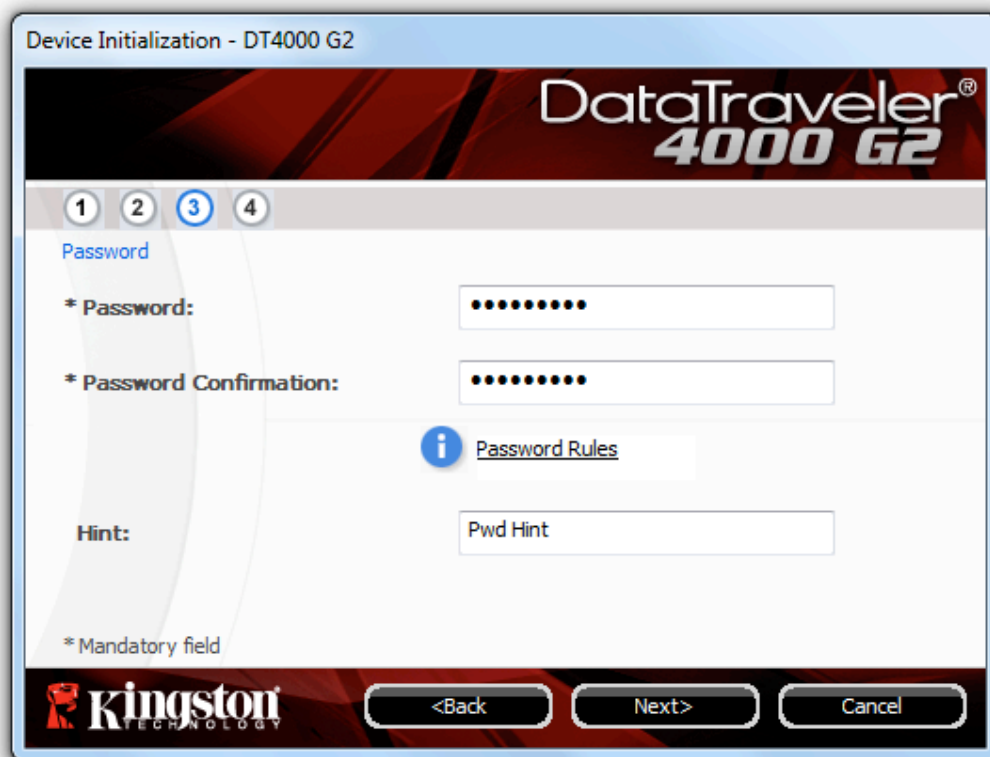 Device Initialization - DT4000 G2
DataTraveler®
4000 G2
1 2 3 4
Password
* Password: •••••••••
* Password Confirmation: •••••••••
i Password Rules
Hint: Pwd Hint
* Mandatory field
Kingston
TECHNOLOGY
<Back Next> Cancel